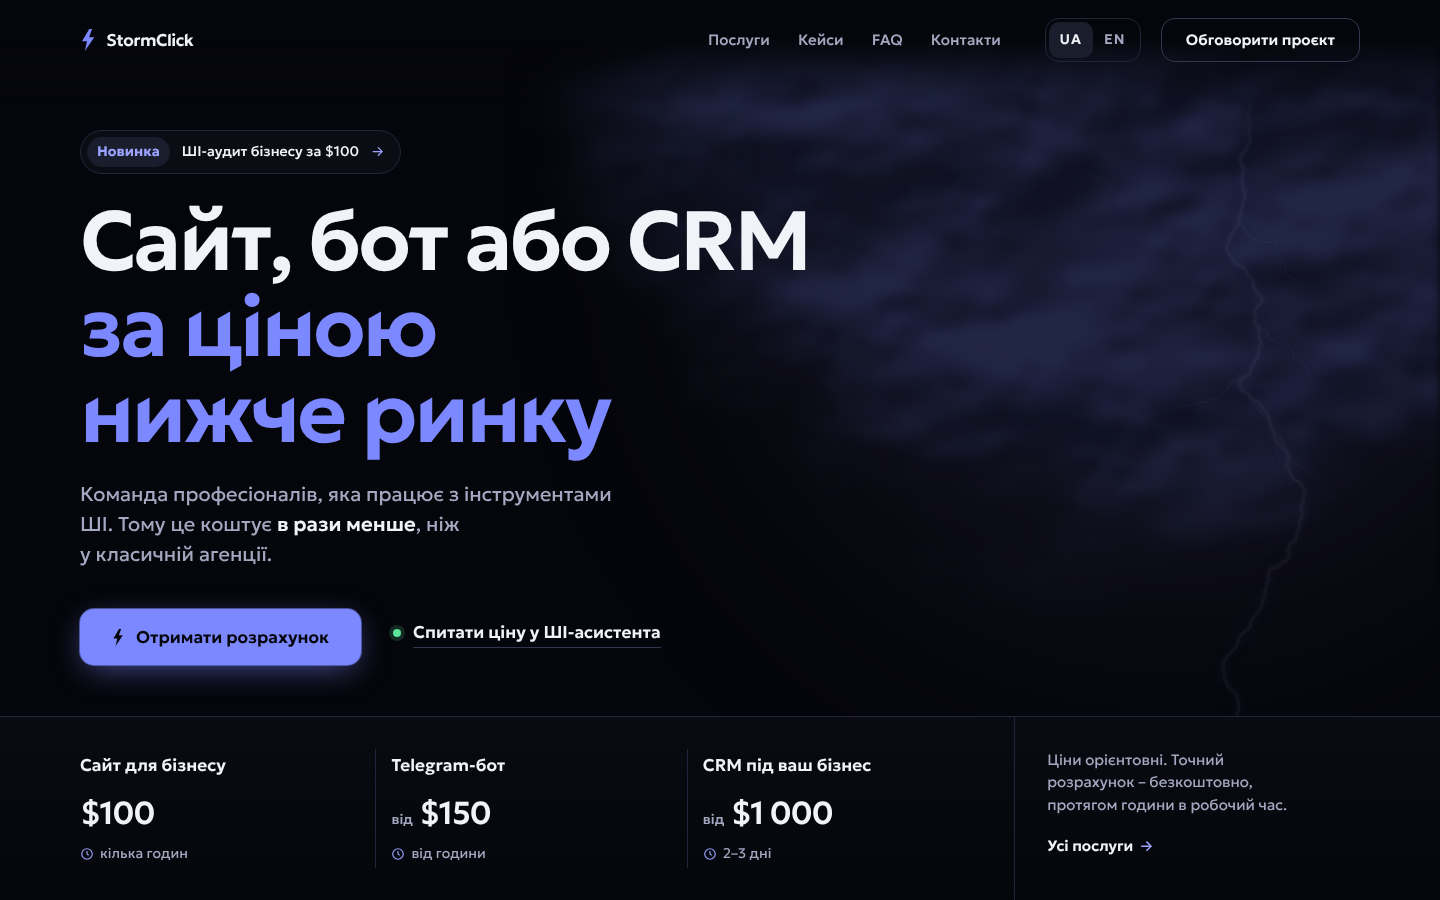 StormClick
Послуги
Кейси
FAQ
Контакти
UA
EN
Обговорити проєкт
Новинка
ШІ-аудит бізнесу за $100 →
Сайт, бот або CRM
за ціною
нижче ринку
Команда професіоналів, яка працює з інструментами
ШІ. Тому це коштує в рази менше, ніж
у класичній агенції.
Отримати розрахунок
Спитати ціну у ШІ-асистента
Сайт для бізнесу
$100
кілька годин
Telegram-бот
від $150
від години
CRM під ваш бізнес
від $1 000
2–3 дні
Ціни орієнтовні. Точний
розрахунок – безкоштовно,
протягом години в робочий час.
Усі послуги →